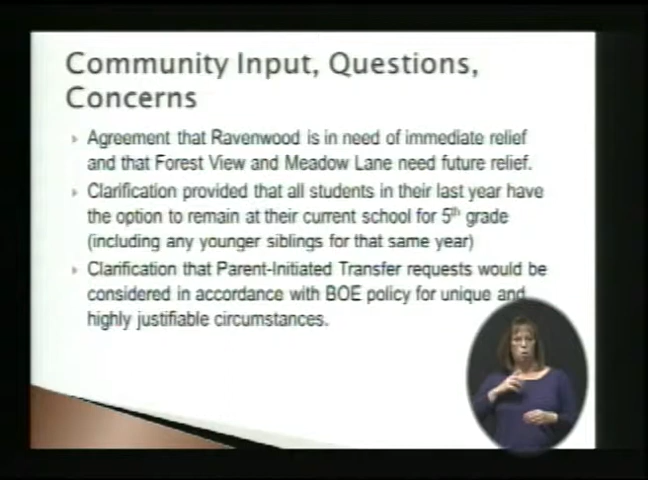 Community Input, Questions,
Concerns
Agreement that Ravenwood is in need of immediate relief
and that Forest View and Meadow Lane need future relief.
Clarification provided that all students in their last year have
the option to remain at their current school for 5th grade
(including any younger siblings for that same year)
Clarification that Parent-Initiated Transfer requests would be
considered in accordance with BOE policy for unique and
highly justifiable circumstances.